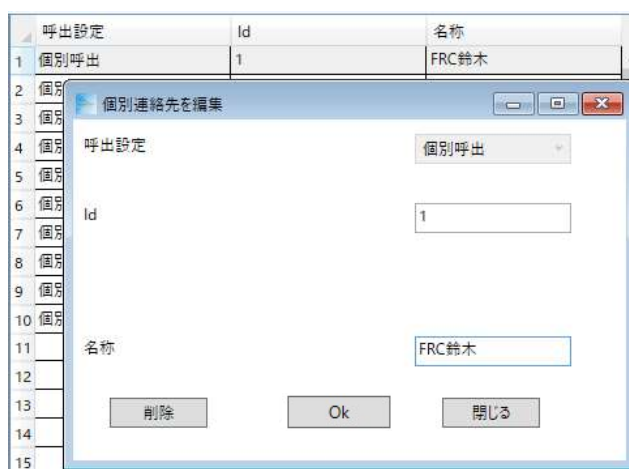 呼出設定 Id 名称
1 個別呼出 1 FRC鈴木
2 個別
3 個別
4 個別
5 個別
6 個別
7 個別
8 個別
9 個別
10 個別
11
12
13
14
15
個別連絡先を編集
呼出設定 個別呼出
Id 1
名称 FRC鈴木
削除 Ok 閉じる